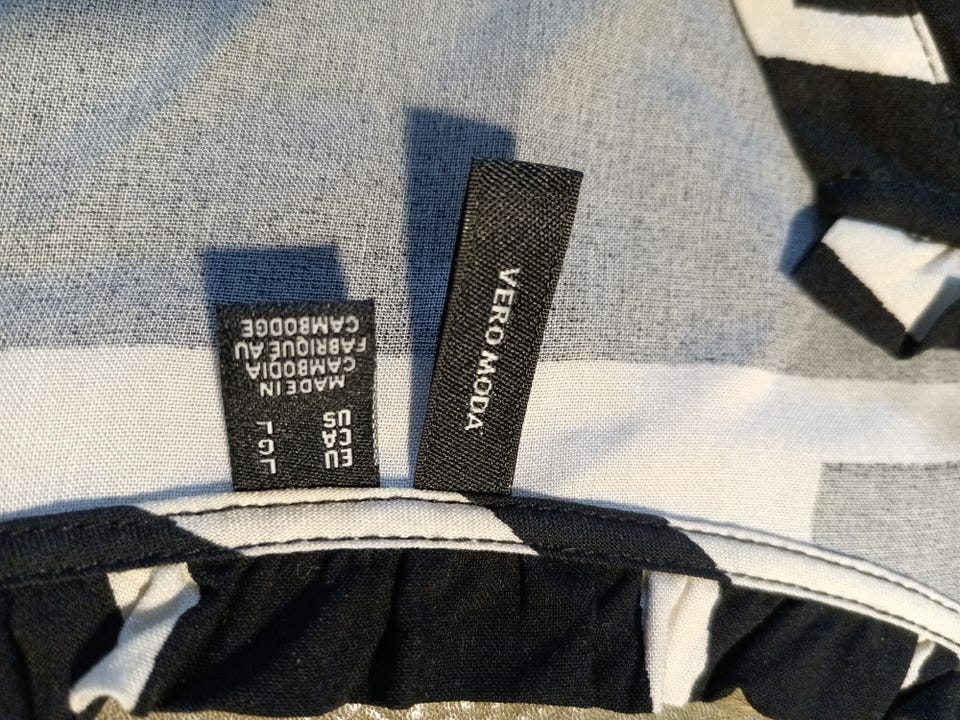 EU L
CA G
US L
MADE IN
CAMBODIA
FABRIQUE AU
CAMBODGE
VERO MODA